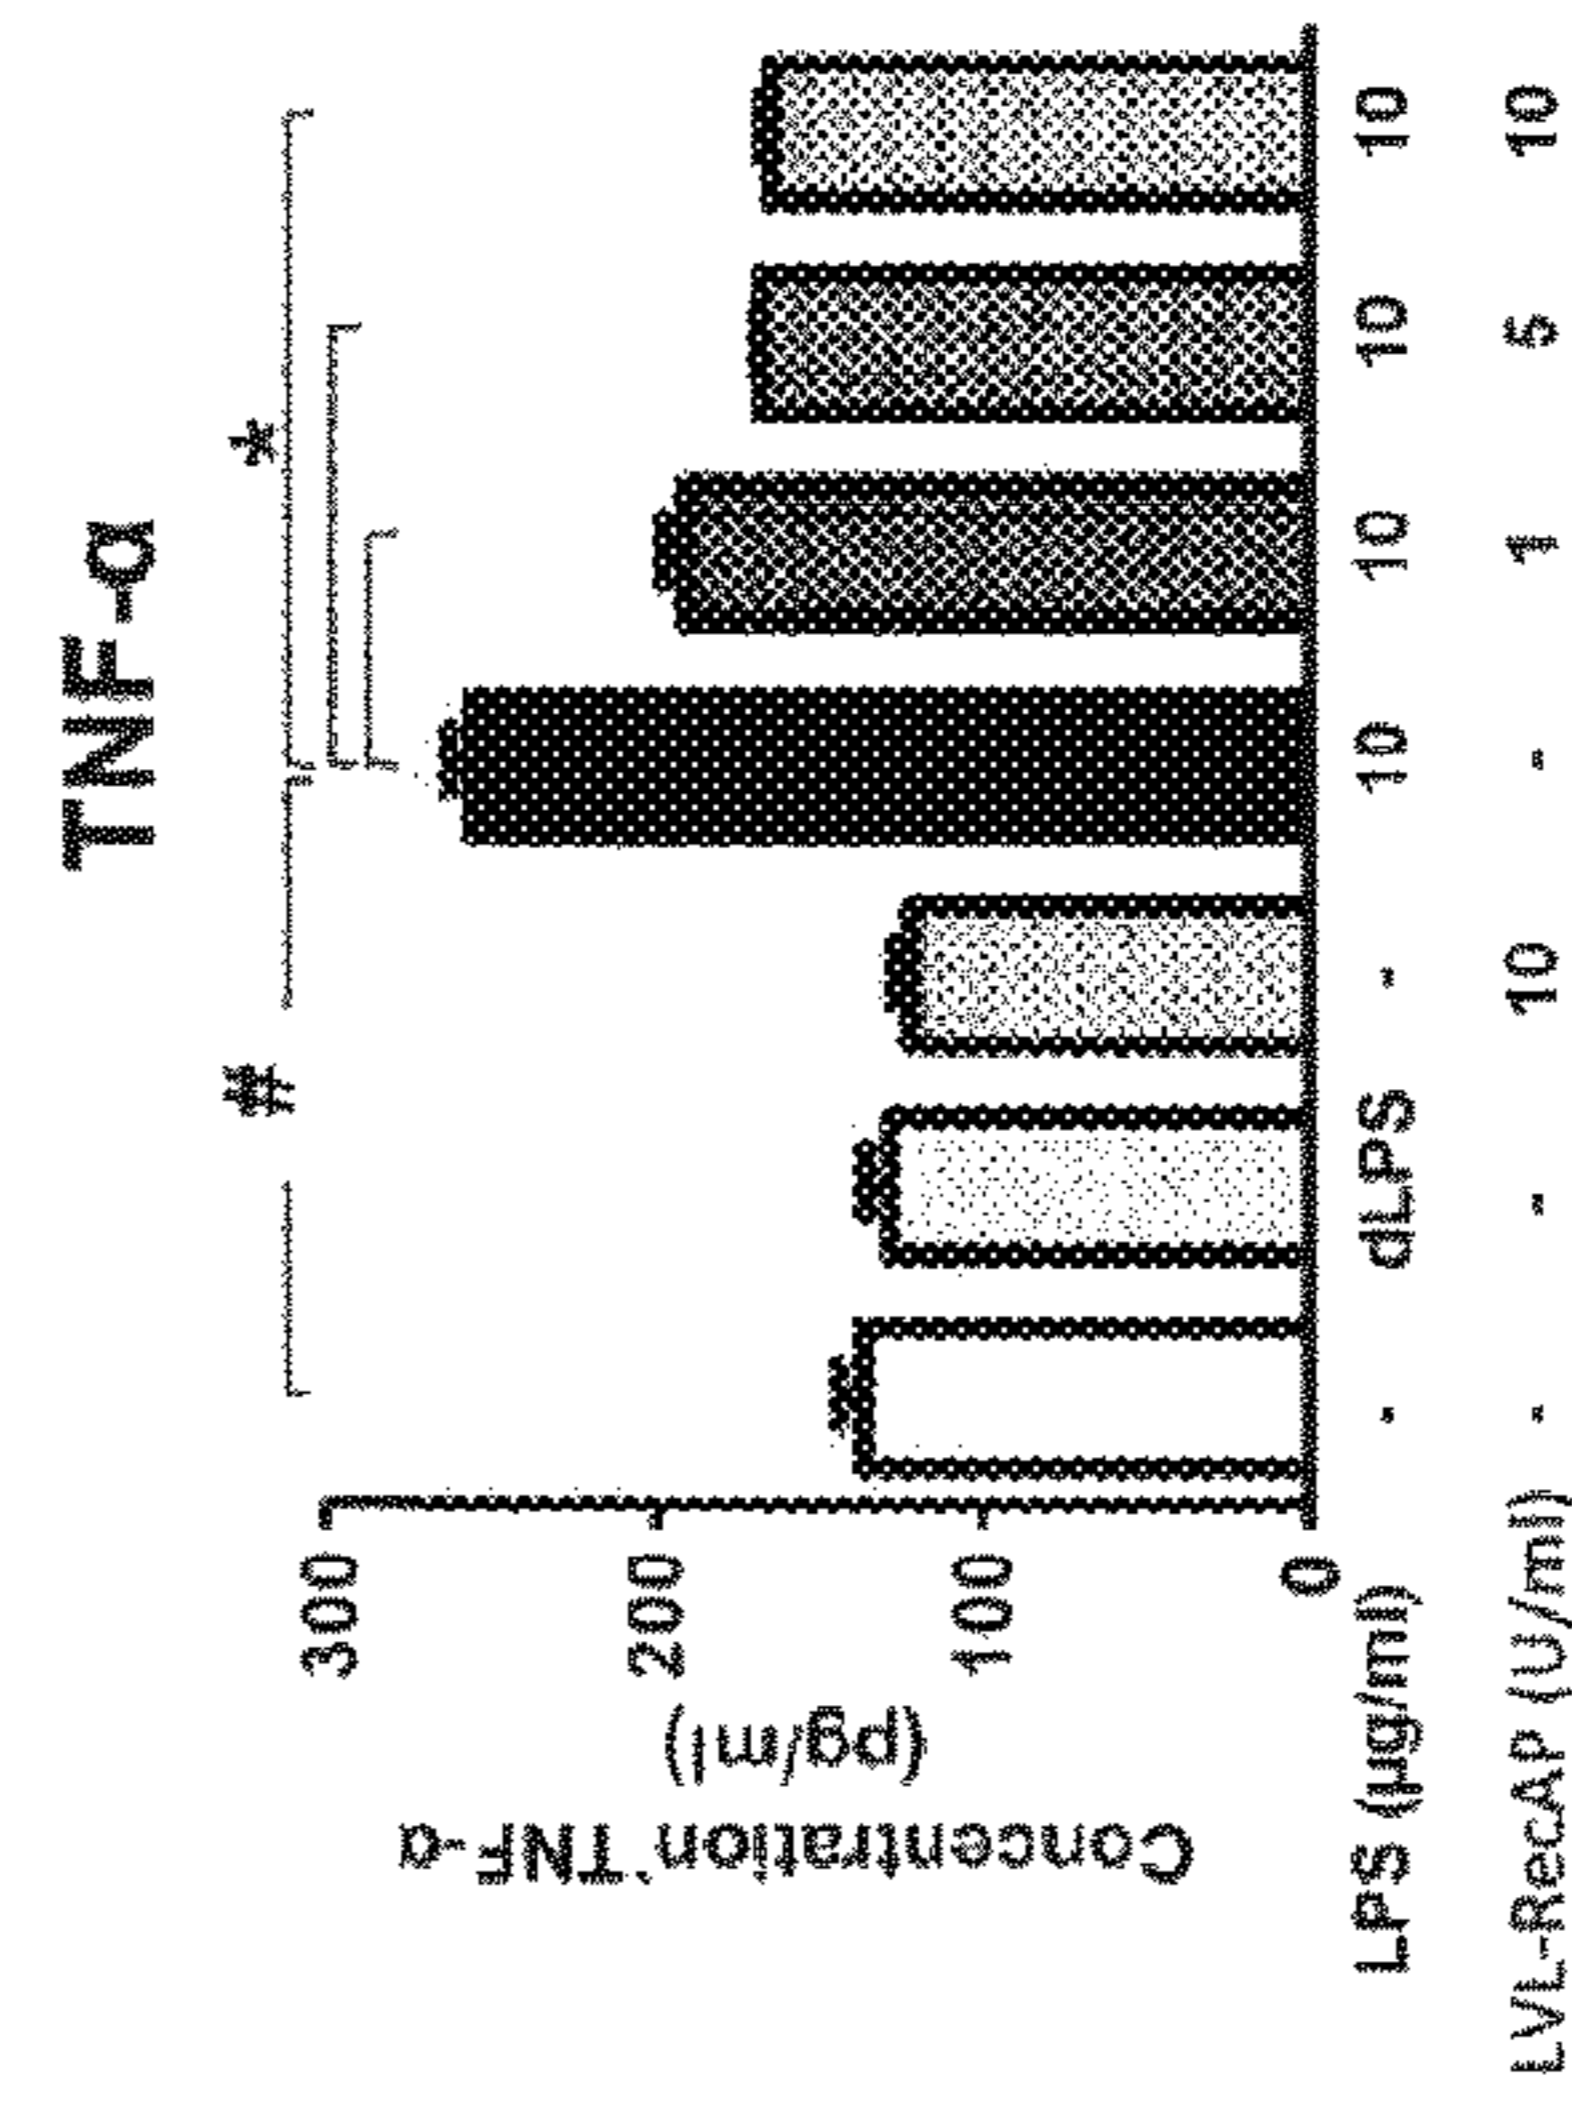 TNF-α
#
*
Concentration TNF-α
(pg/ml)
300
200
100
0
LPS (µg/ml) - dLPS - 10 10 10 10
LVL-RecAP (U/ml) - - 10 - 1 5 10